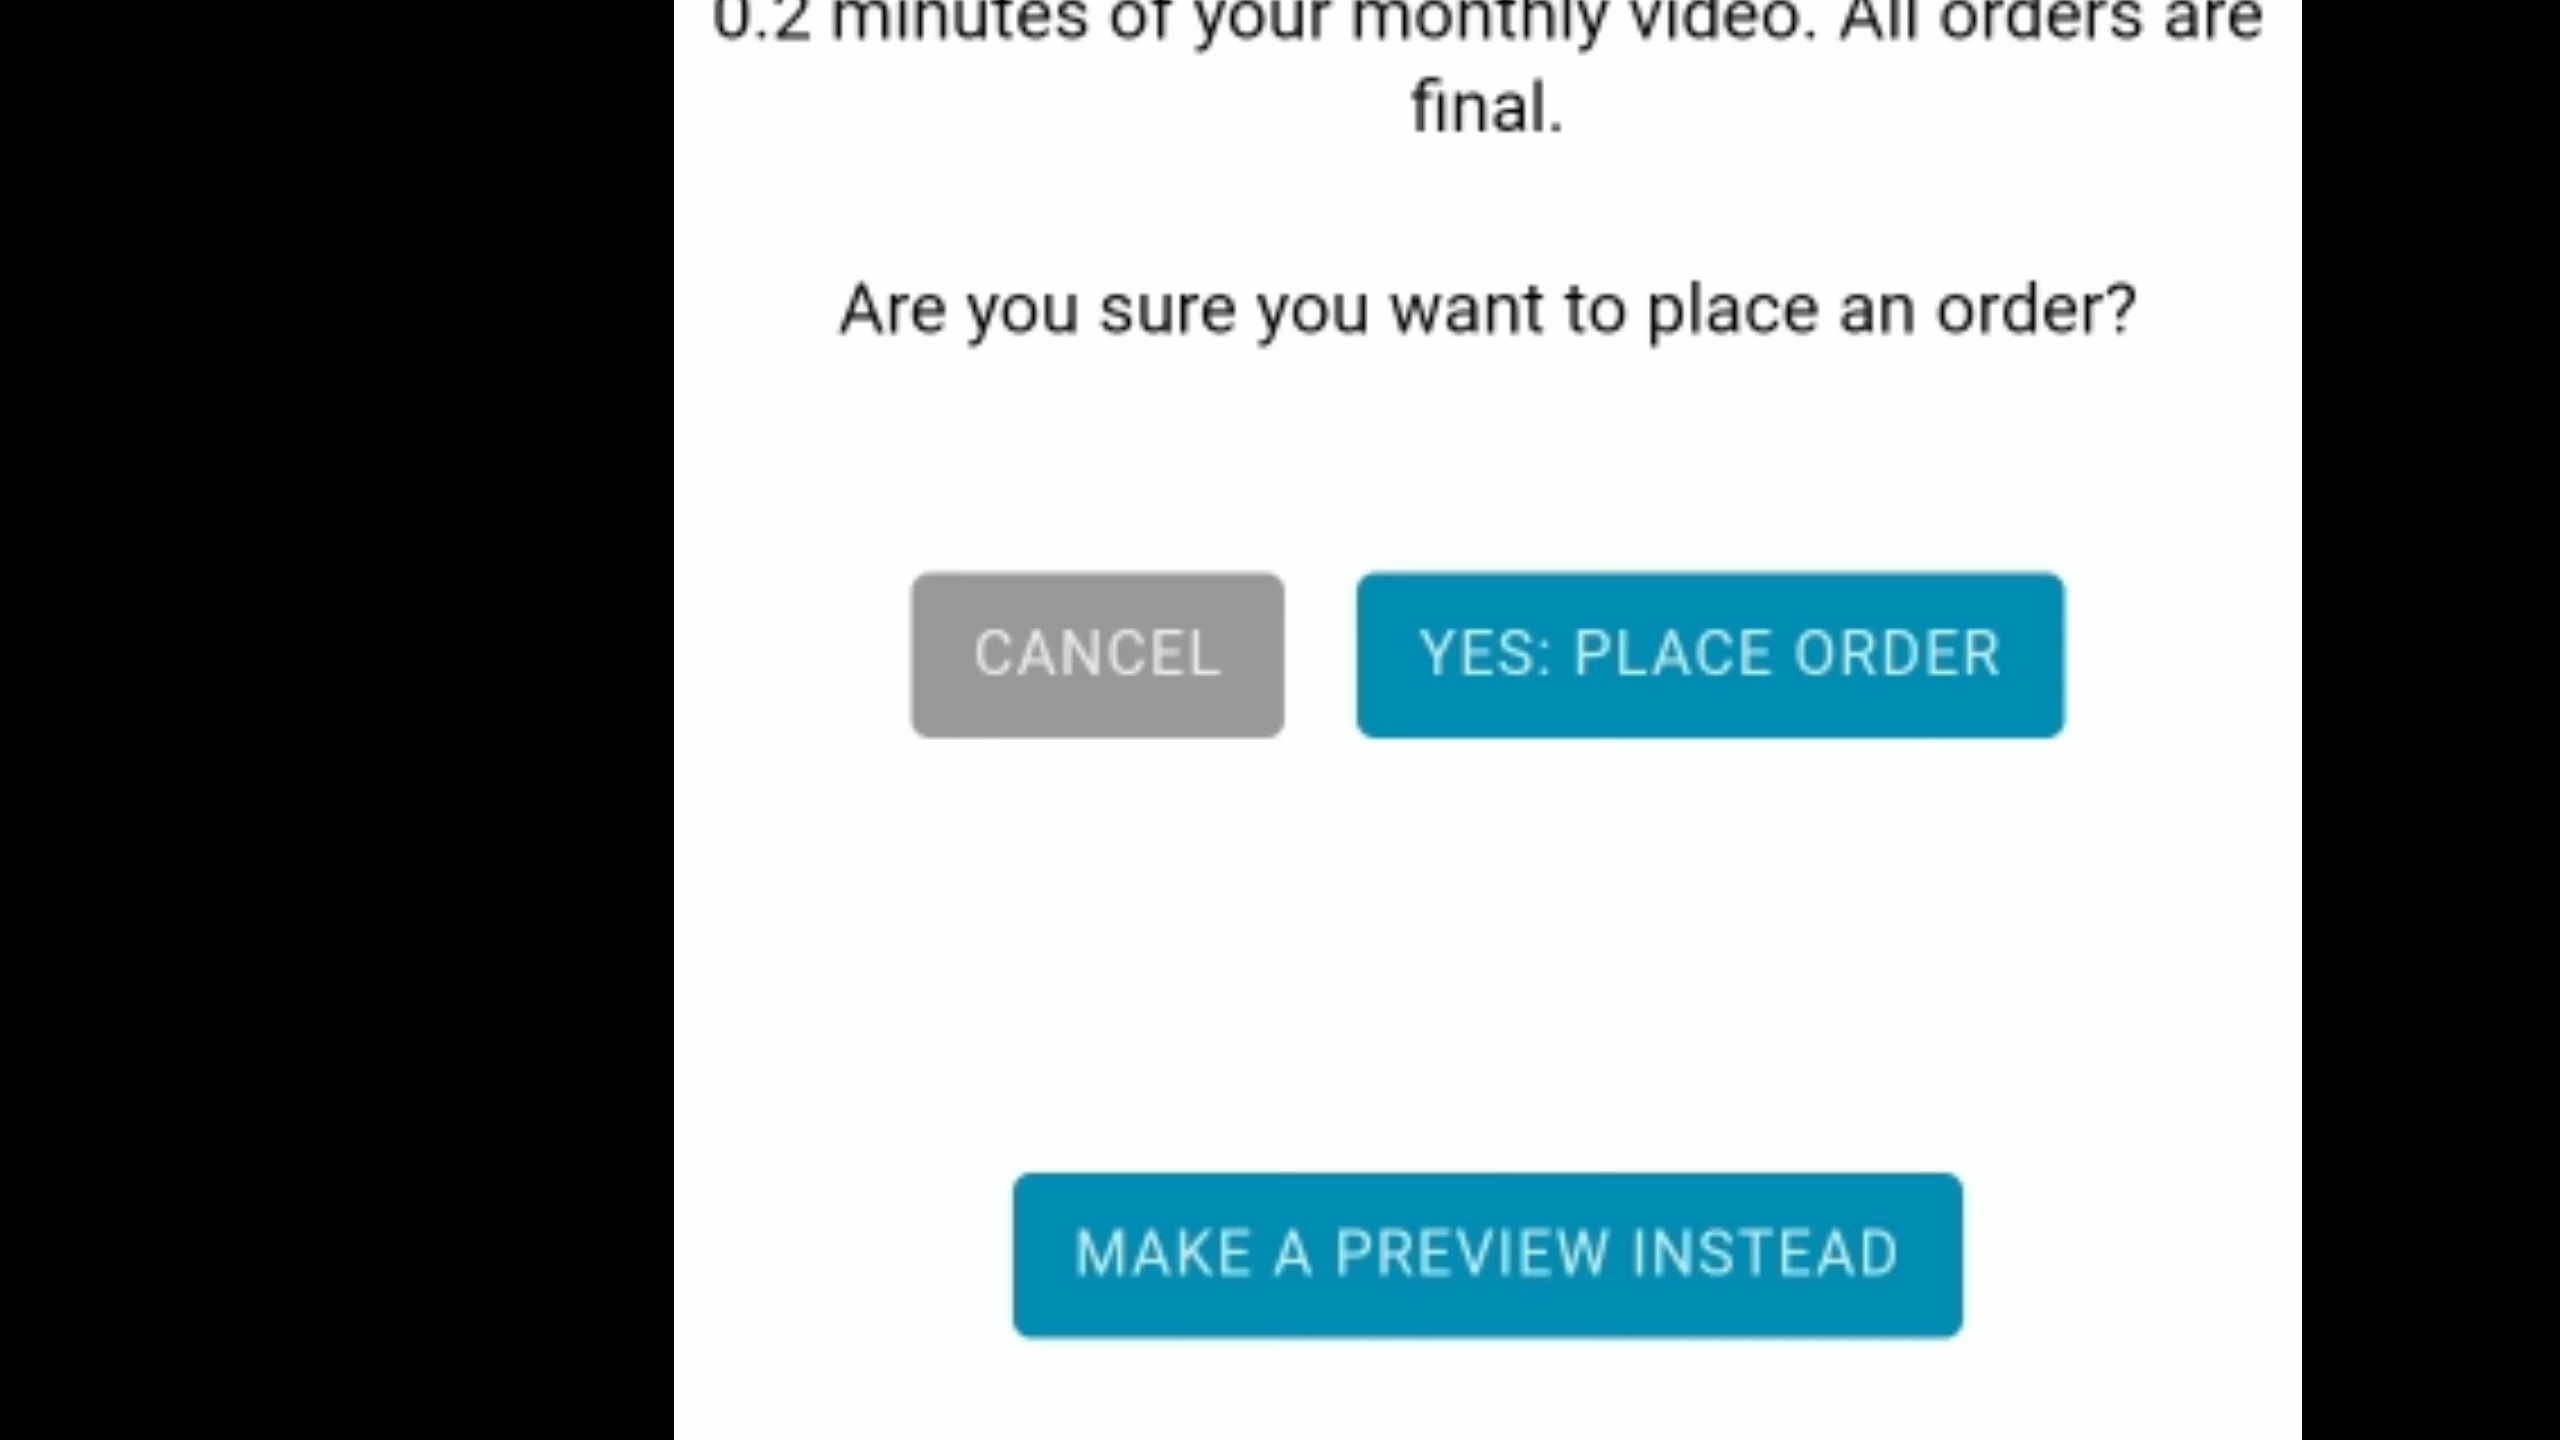 0.2 minutes of your monthly video. All orders are
final.
Are you sure you want to place an order?
CANCEL
YES: PLACE ORDER
MAKE A PREVIEW INSTEAD